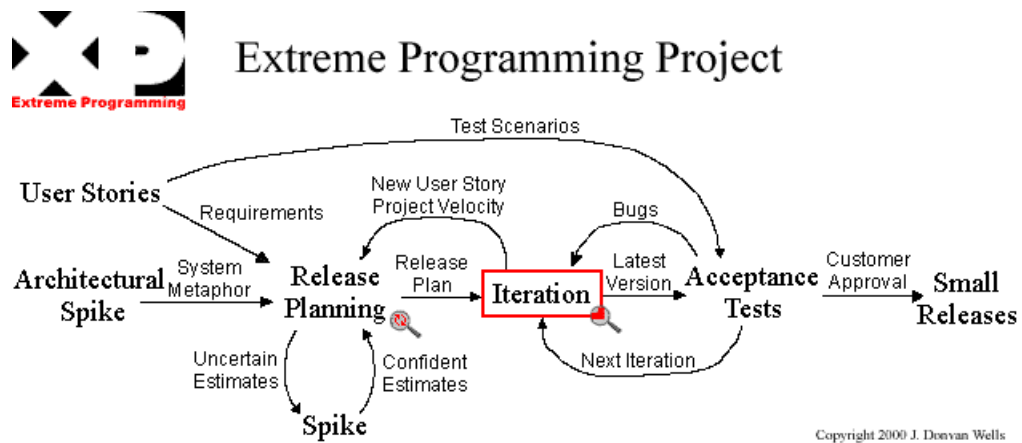 XP
Extreme Programming
Extreme Programming Project
Test Scenarios
User Stories
Requirements
New User Story
Project Velocity
Bugs
Architectural
Spike
System
Metaphor
Release
Planning
Release
Plan
Iteration
Latest
Version
Acceptance
Tests
Customer
Approval
Small
Releases
Uncertain
Estimates
Confident
Estimates
Next Iteration
Spike
Copyright 2000 J. Donvan Wells